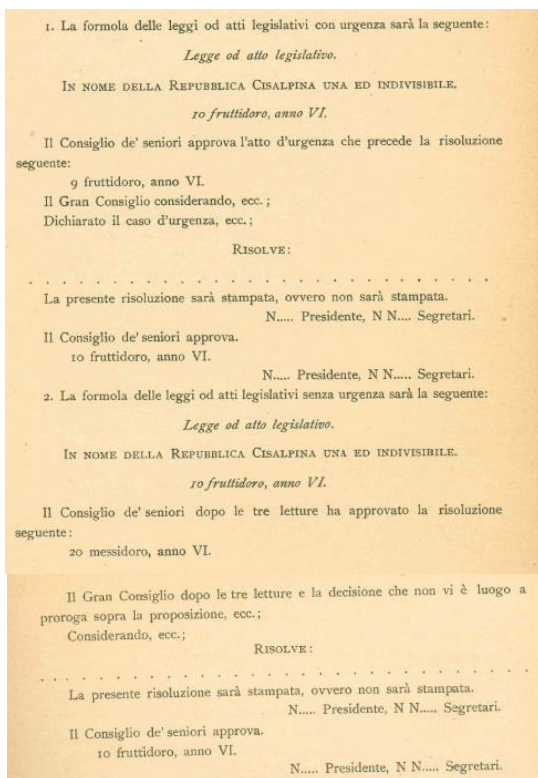 1. La formola delle leggi od atti legislativi con urgenza sarà la seguente:
Legge od atto legislativo.
In nome della Repubblica Cisalpina una ed indivisibile.
10 fruttidoro, anno VI.
Il Consiglio de' seniori approva l'atto d'urgenza che precede la risoluzione
seguente:
9 fruttidoro, anno VI.
Il Gran Consiglio considerando, ecc.;
Dichiarato il caso d'urgenza, ecc.;
Risolve:
. . . . . . . . . . . . . . . . . . . . . . . . . . . . . .
La presente risoluzione sarà stampata, ovvero non sarà stampata.
N..... Presidente, N N.... Segretari.
Il Consiglio de' seniori approva.
10 fruttidoro, anno VI.
N..... Presidente, N N..... Segretari.
2. La formola delle leggi od atti legislativi senza urgenza sarà la seguente:
Legge od atto legislativo.
In nome della Repubblica Cisalpina una ed indivisibile.
10 fruttidoro, anno VI.
Il Consiglio de' seniori dopo le tre letture ha approvato la risoluzione
seguente:
20 messidoro, anno VI.
Il Gran Consiglio dopo le tre letture e la decisione che non vi è luogo a
proroga sopra la proposizione, ecc.;
Considerando, ecc.;
Risolve:
. . . . . . . . . . . . . . . . . . . . . . . . . . . . . .
La presente risoluzione sarà stampata, ovvero non sarà stampata.
N..... Presidente, N N..... Segretari.
Il Consiglio de' seniori approva.
10 fruttidoro, anno VI.
N..... Presidente, N N..... Segretari.